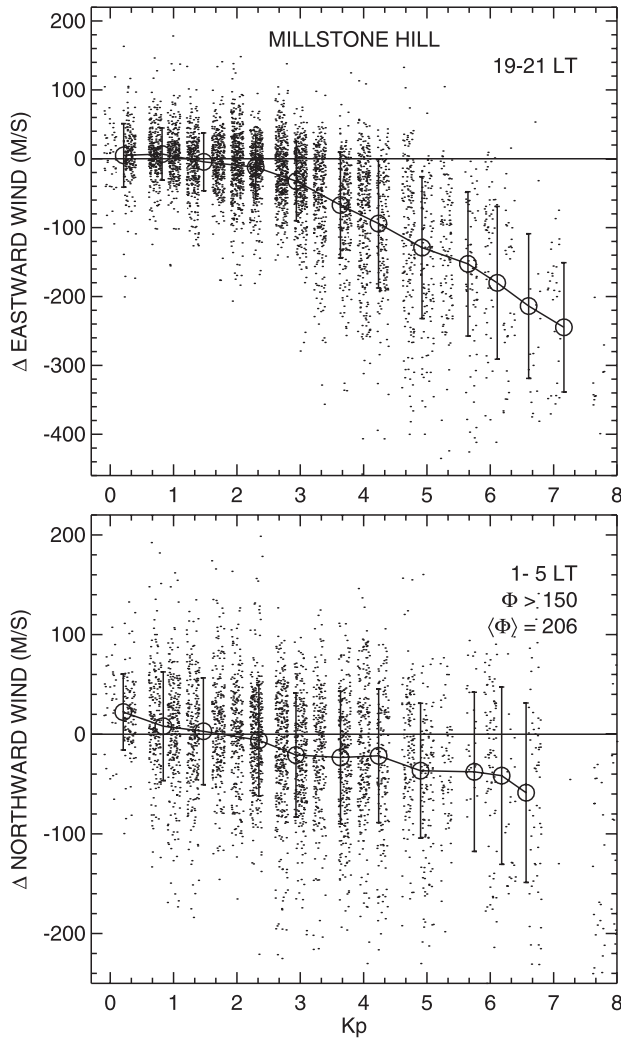 MILLSTONE HILL
19-21 LT
Δ EASTWARD WIND (M/S)
200
100
0
-100
-200
-300
-400
0 1 2 3 4 5 6 7 8
1- 5 LT
Φ > 150
⟨Φ⟩ = 206
Δ NORTHWARD WIND (M/S)
200
100
0
-100
-200
0 1 2 3 4 5 6 7 8
Kp